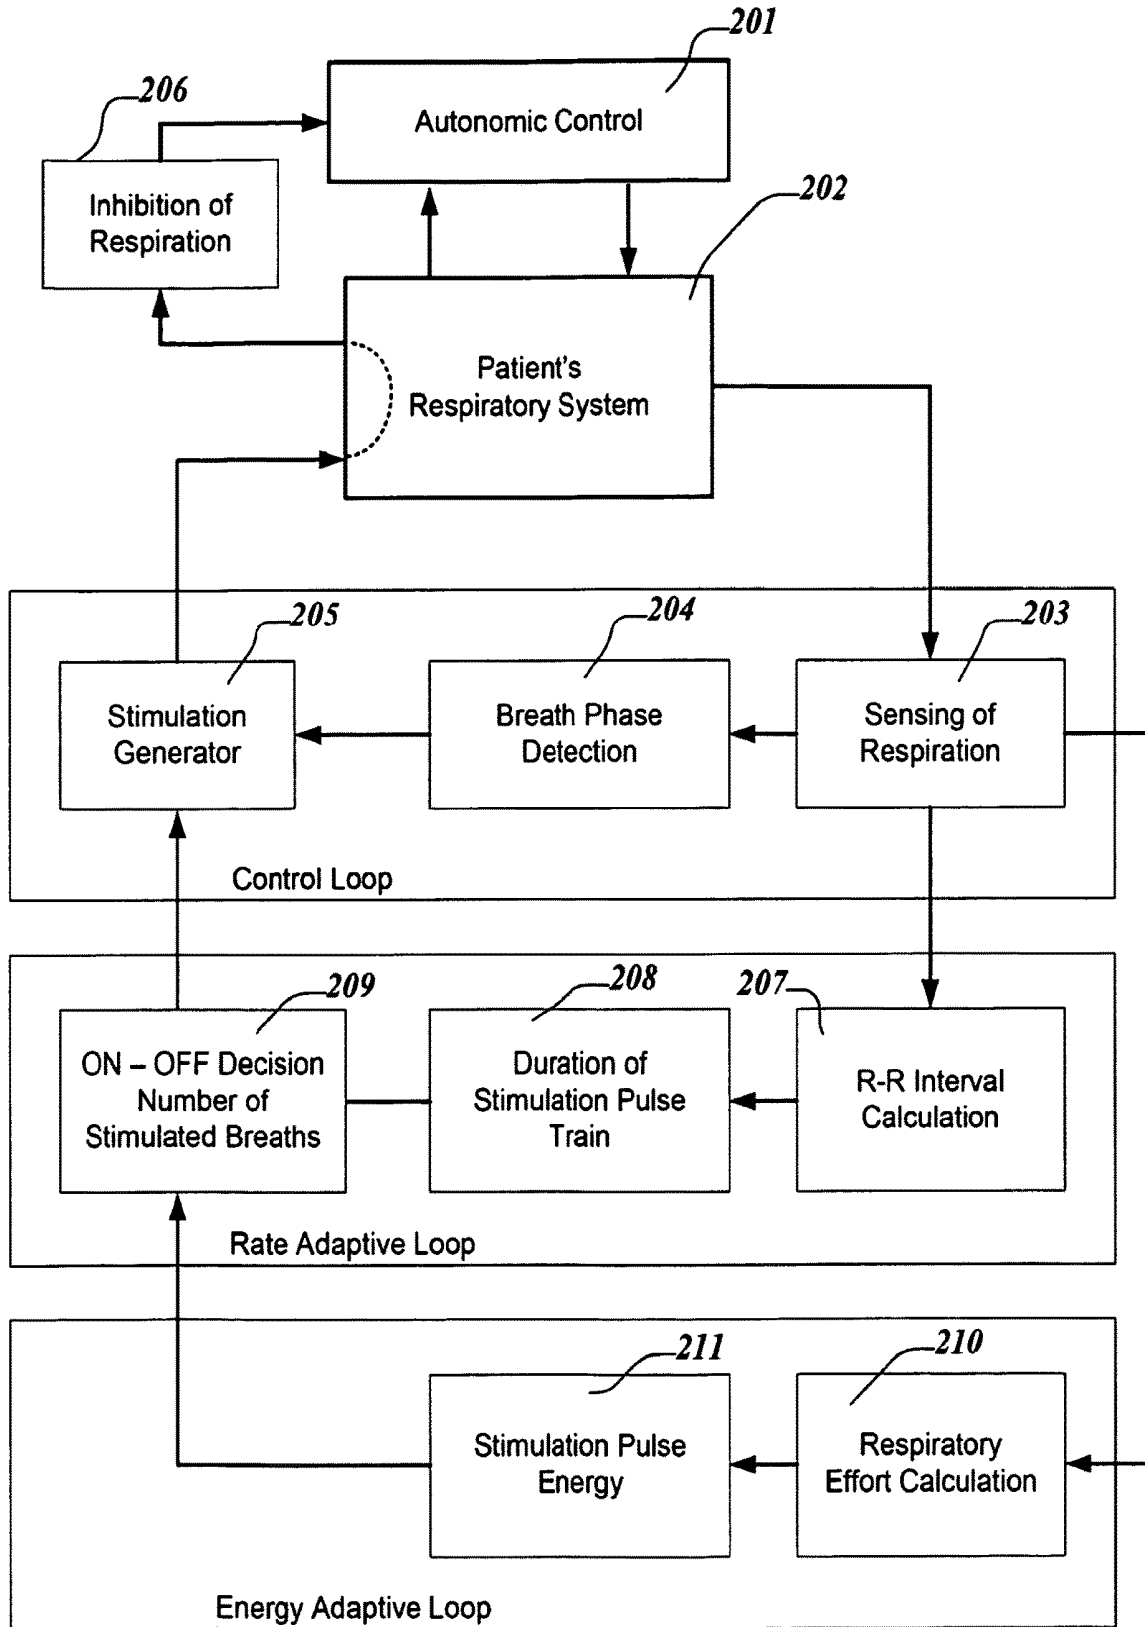 201
Autonomic Control
206
Inhibition of
Respiration
202
Patient's
Respiratory System
205
Stimulation
Generator
204
Breath Phase
Detection
203
Sensing of
Respiration
Control Loop
209
ON – OFF Decision
Number of
Stimulated Breaths
208
Duration of
Stimulation Pulse
Train
207
R-R Interval
Calculation
Rate Adaptive Loop
211
Stimulation Pulse
Energy
210
Respiratory
Effort Calculation
Energy Adaptive Loop